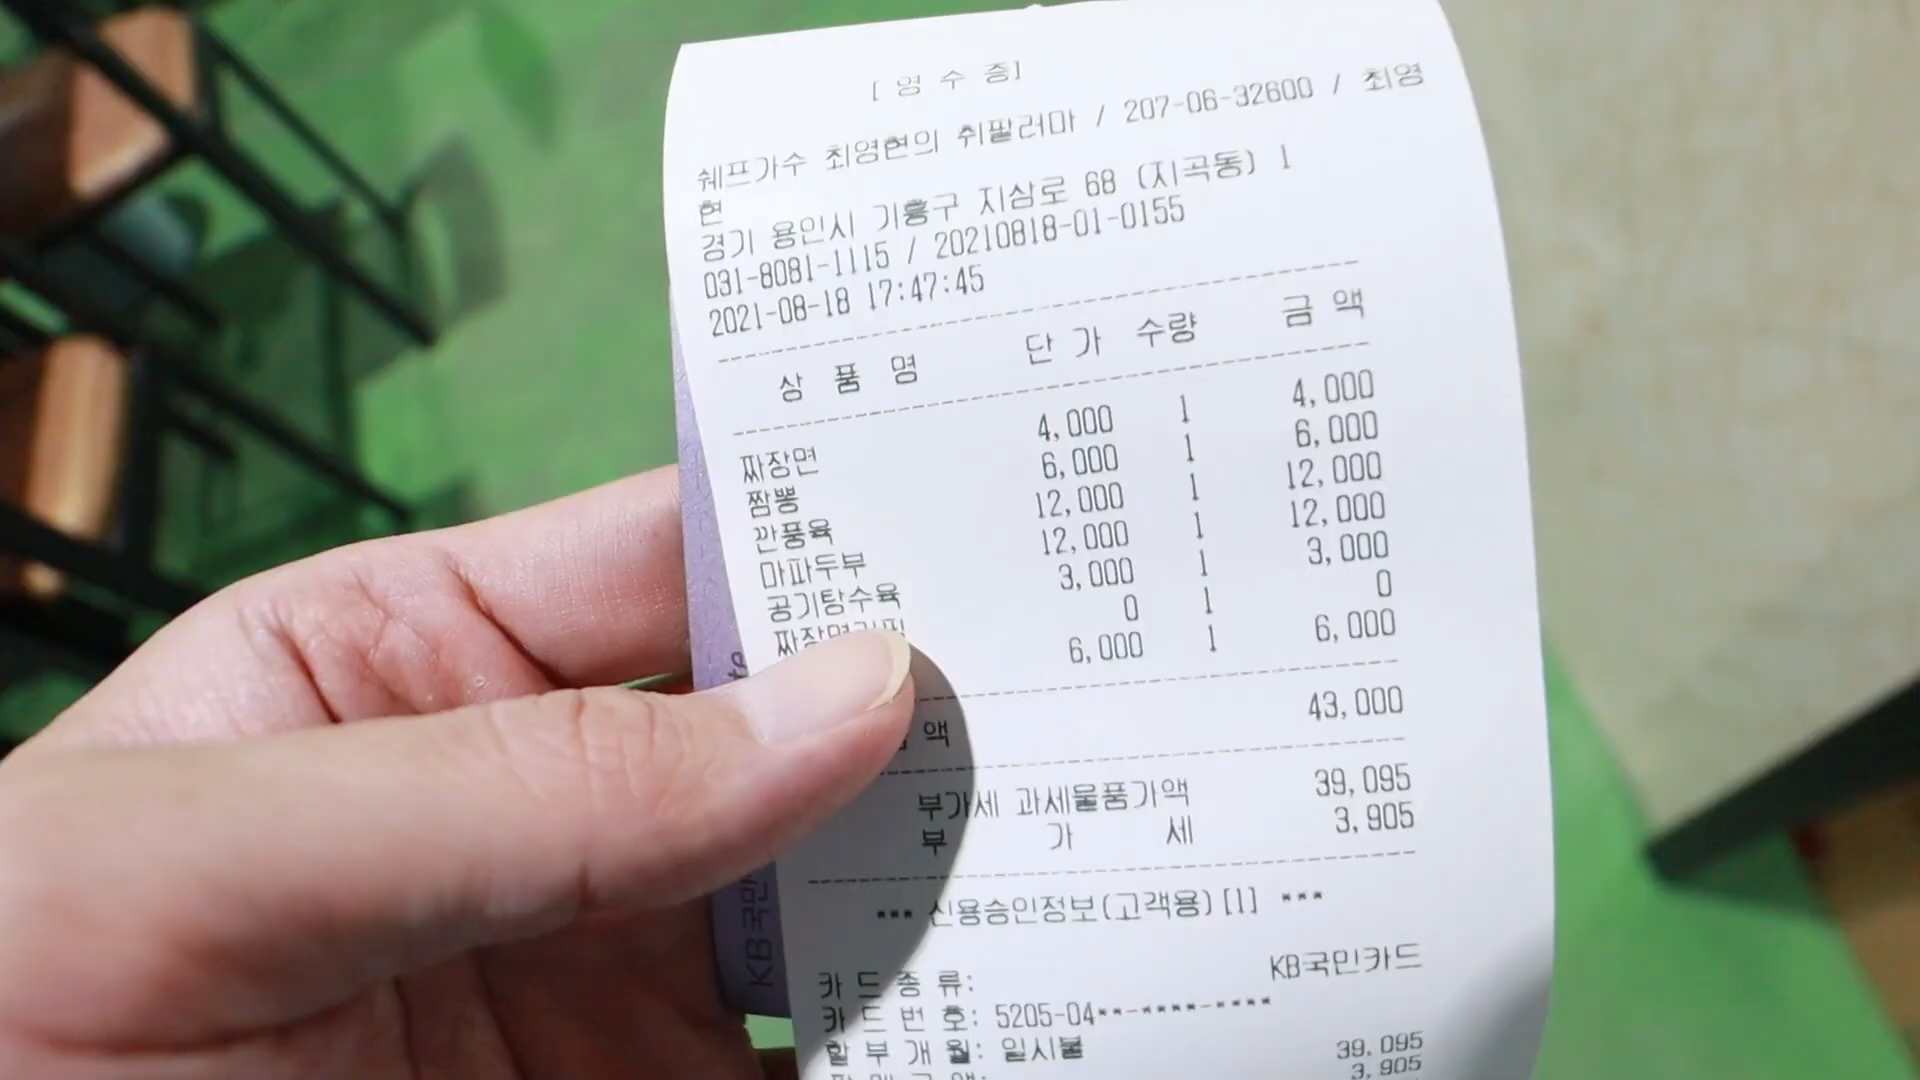 [ 영 수 증]
쉐프가수 최영현의 취팔러마 / 207-06-32600 / 최영
현
경기 용인시 기흥구 지삼로 68 (지곡동) 1
031-8081-1115 / 20210818-01-0155
2021-08-18 17:47:45
상 품 명 단 가 수량 금 액
짜장면 4,000 1 4,000
짬뽕 6,000 1 6,000
깐풍육 12,000 1 12,000
마파두부 12,000 1 12,000
공기탕수육 3,000 1 3,000
0 1 0
6,000 1 6,000
액 43,000
부가세 과세물품가액 39,095
부 가 세 3,905
*** 신용승인정보(고객용) [1] ***
카 드 종 류: KB국민카드
카 드 번 호: 5205-04**-****-****
할 부 개 월: 일시불
39,095
3,905
KB국민